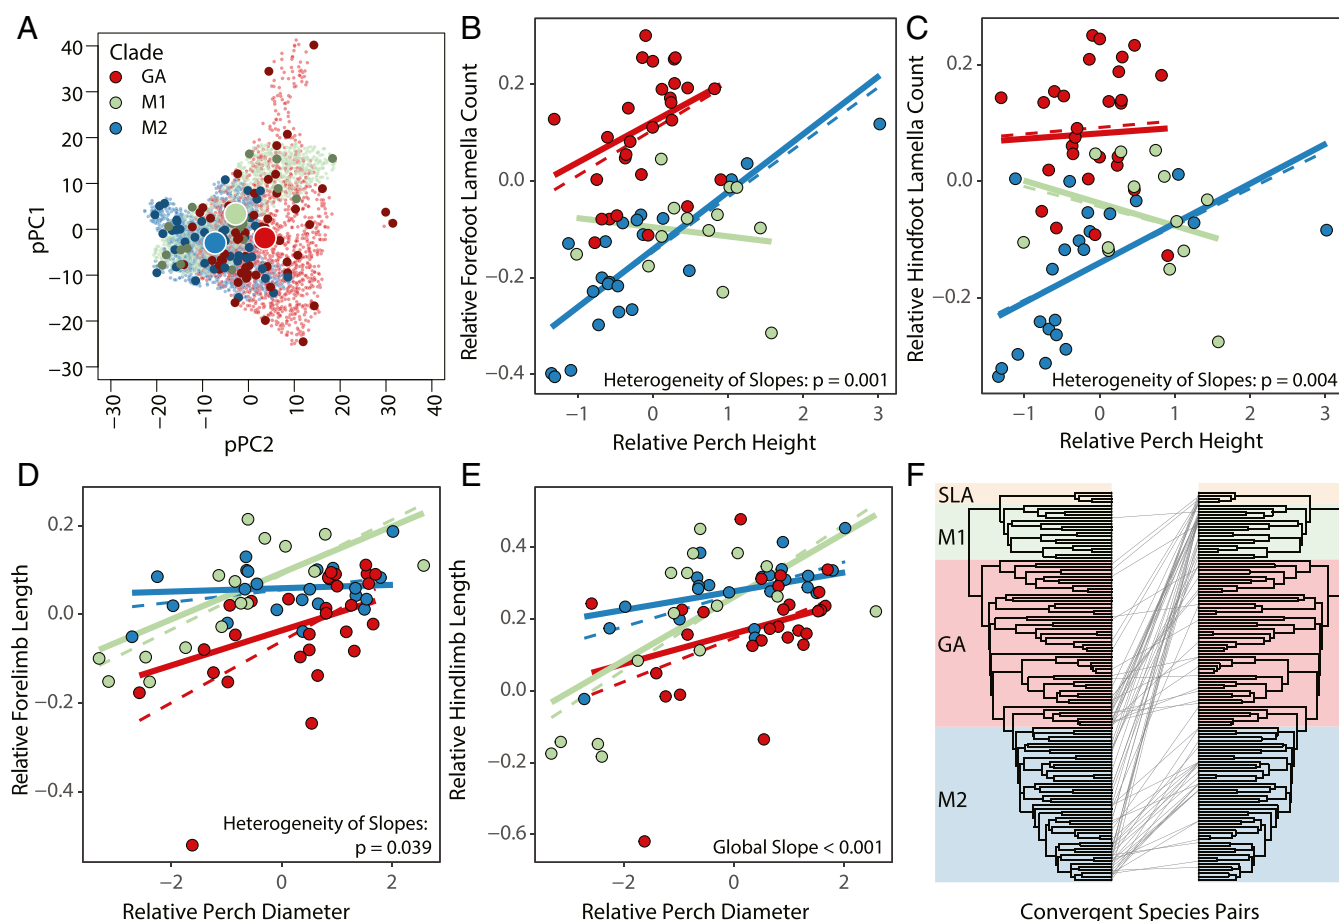 A
Clade
GA
M1
M2
40
30
20
10
0
−10
−20
−30
pPC1
−30
−20
−10
0
10
20
30
40
pPC2
B
Relative Forefoot Lamella Count
0.2
0.0
−0.2
−0.4
Heterogeneity of Slopes: p = 0.001
−1
0
1
2
3
Relative Perch Height
C
Relative Hindfoot Lamella Count
0.2
0.0
−0.2
Heterogeneity of Slopes: p = 0.004
−1
0
1
2
3
Relative Perch Height
D
Relative Forelimb Length
0.2
0.0
−0.2
−0.4
Heterogeneity of Slopes:
p = 0.039
−2
0
2
Relative Perch Diameter
E
Relative Hindlimb Length
0.4
0.2
0.0
−0.2
−0.4
−0.6
Global Slope < 0.001
−2
0
2
Relative Perch Diameter
F
SLA
M1
GA
M2
Convergent Species Pairs